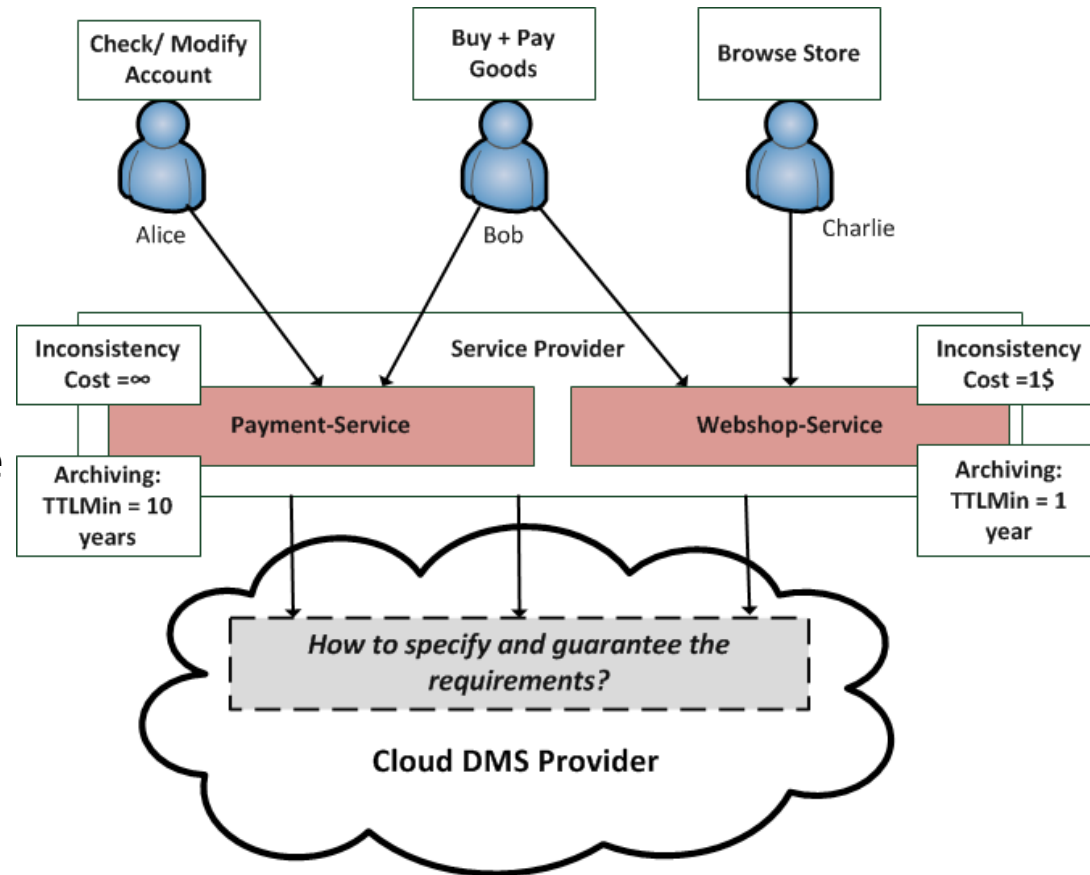 Check/ Modify
Account
Buy + Pay
Goods
Browse Store
Alice
Bob
Charlie
Inconsistency
Cost =∞
Service Provider
Inconsistency
Cost =1$
Payment-Service
Webshop-Service
Archiving:
TTLMin = 10
years
Archiving:
TTLMin = 1
year
How to specify and guarantee the
requirements?
Cloud DMS Provider